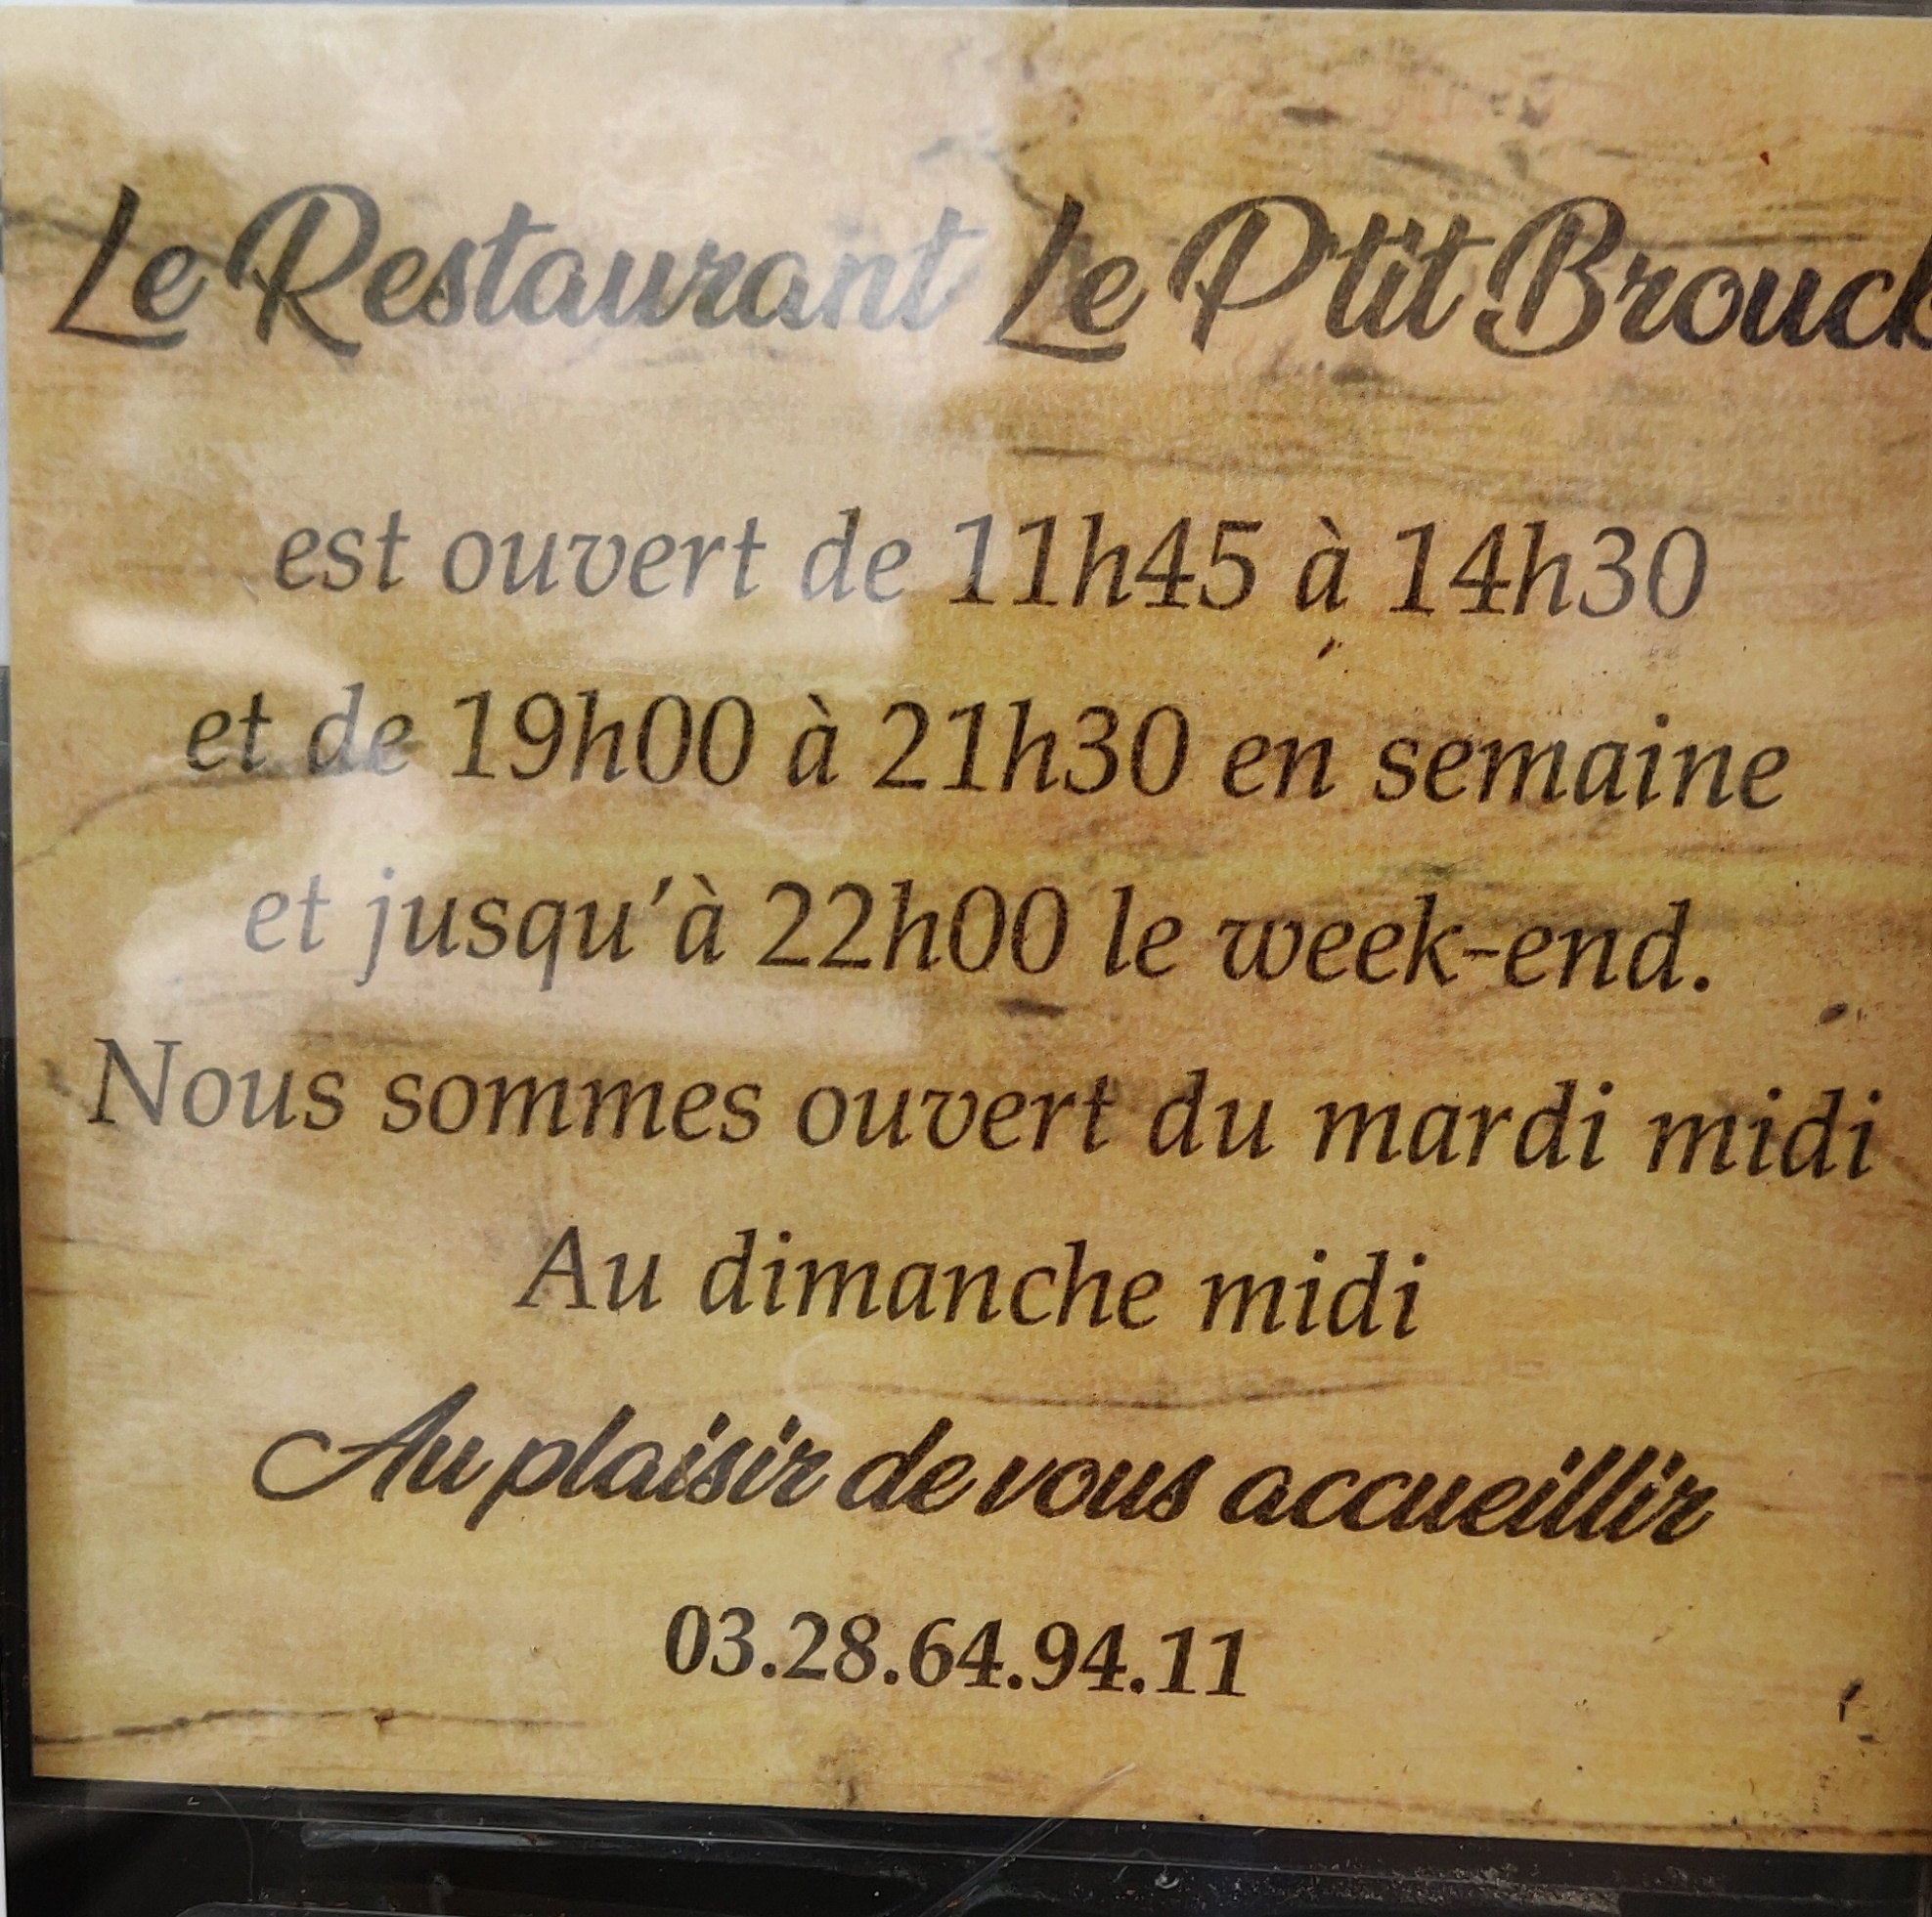 Le Restaurant Le P'tit Brouck
est ouvert de 11h45 à 14h30
et de 19h00 à 21h30 en semaine
et jusqu'à 22h00 le week-end.
Nous sommes ouvert du mardi midi
Au dimanche midi
Au plaisir de vous accueillir
03.28.64.94.11